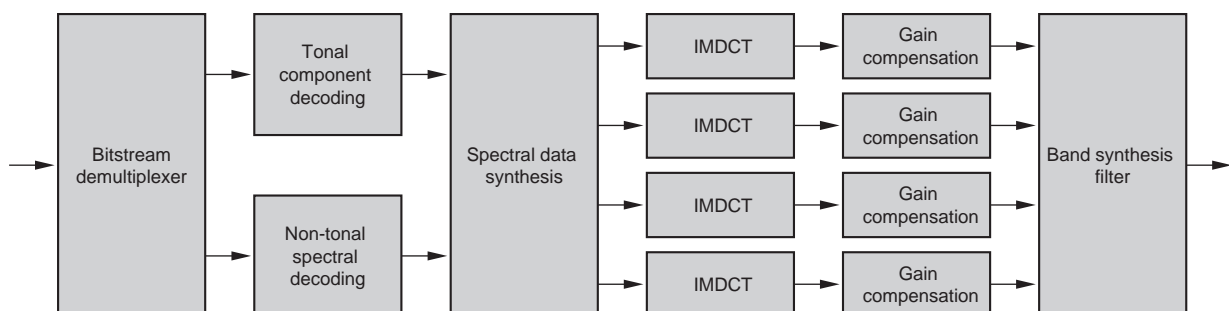 Bitstream
demultiplexer
Tonal
component
decoding
Non-tonal
spectral
decoding
Spectral data
synthesis
IMDCT
Gain
compensation
IMDCT
Gain
compensation
IMDCT
Gain
compensation
IMDCT
Gain
compensation
Band synthesis
filter